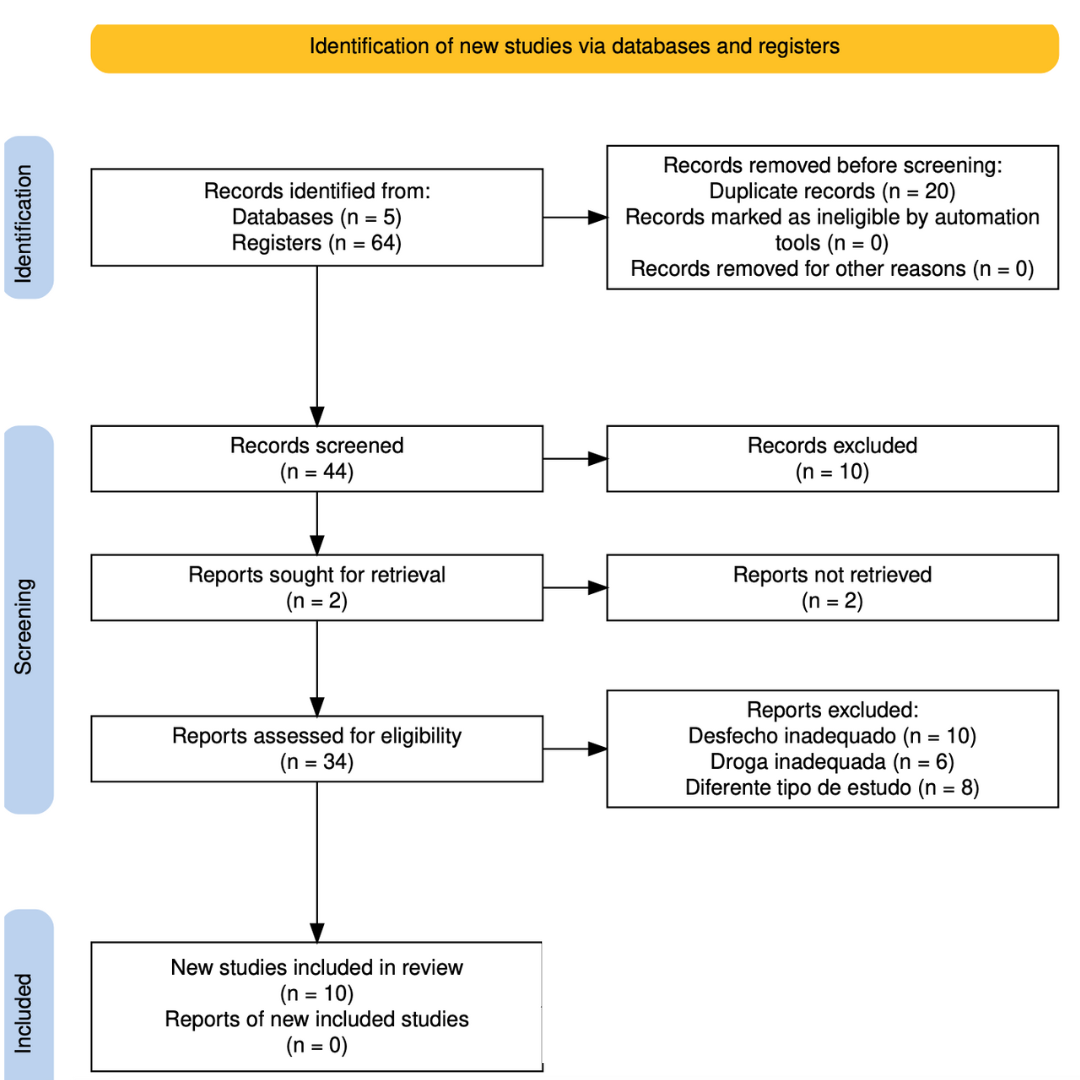 Identification of new studies via databases and registers
Identification
Records identified from:
Databases (n = 5)
Registers (n = 64)
Records removed before screening:
Duplicate records (n = 20)
Records marked as ineligible by automation
tools (n = 0)
Records removed for other reasons (n = 0)
Screening
Records screened
(n = 44)
Records excluded
(n = 10)
Reports sought for retrieval
(n = 2)
Reports not retrieved
(n = 2)
Reports assessed for eligibility
(n = 34)
Reports excluded:
Desfecho inadequado (n = 10)
Droga inadequada (n = 6)
Diferente tipo de estudo (n = 8)
Included
New studies included in review
(n = 10)
Reports of new included studies
(n = 0)